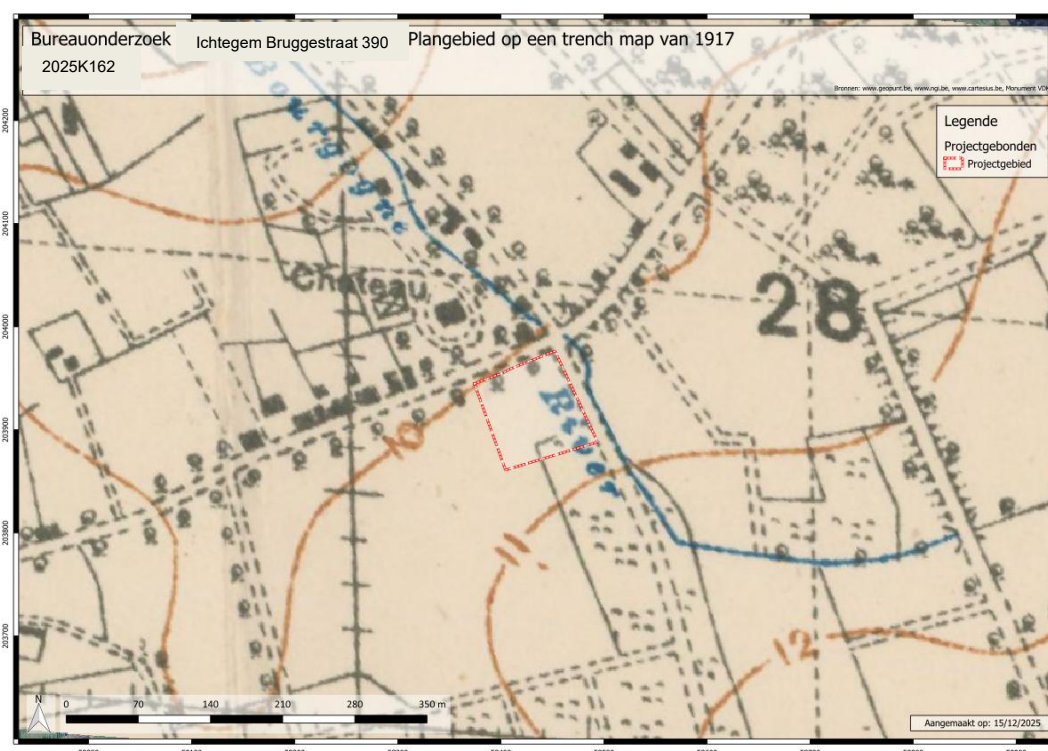 Bureauonderzoek Ichtegem Bruggestraat 390 Plangebied op een trench map van 1917
2025K162
Bronnen: www.geopunt.be, www.ngi.be, www.cartesius.be, Monument
Legende
Projectgebonden
Projectgebied
204200
204100
204000
203900
203800
203700
Bourgogne
Chateau
28
River
10
11
12
N
0 70 140 210 280 350 m
Aangemaakt op: 15/12/2025